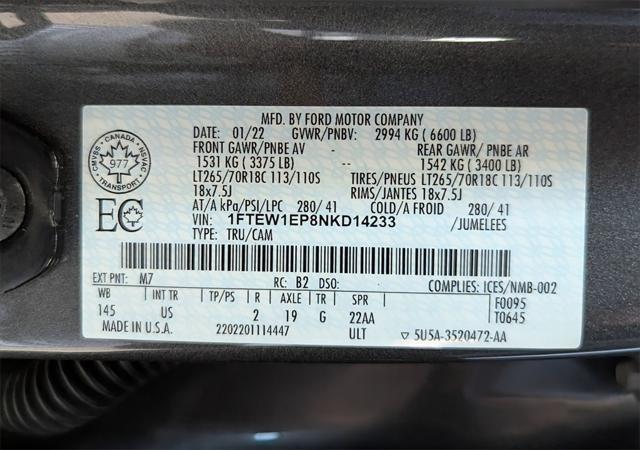 MFD. BY FORD MOTOR COMPANY
DATE: 01/22 GVWR/PNBV: 2994 KG ( 6600 LB)
FRONT GAWR/PNBE AV - REAR GAWR/ PNBE AR
1531 KG ( 3375 LB) -- 1542 KG ( 3400 LB)
LT265/70R18C 113/110S TIRES/PNEUS LT265/70R18C 113/110S
18x7.5J RIMS/JANTES 18x7.5J
AT/A kPa/PSI/LPC 280/ 41 COLD/A FROID 280/ 41
VIN: 1FTEW1EP8NKD14233 /JUMELEES
TYPE: TRU/CAM
CANADA
CMVSS NSVAC
977
TRANSPORT
EC
EXT PNT: M7 RC: B2 DSO: COMPLIES: ICES/NMB-002
WB INT TR TP/PS R AXLE TR SPR F0095
145 US 2 19 G 22AA T0645
MADE IN U.S.A. 2202201114447 ULT ▽ 5U5A-3520472-AA